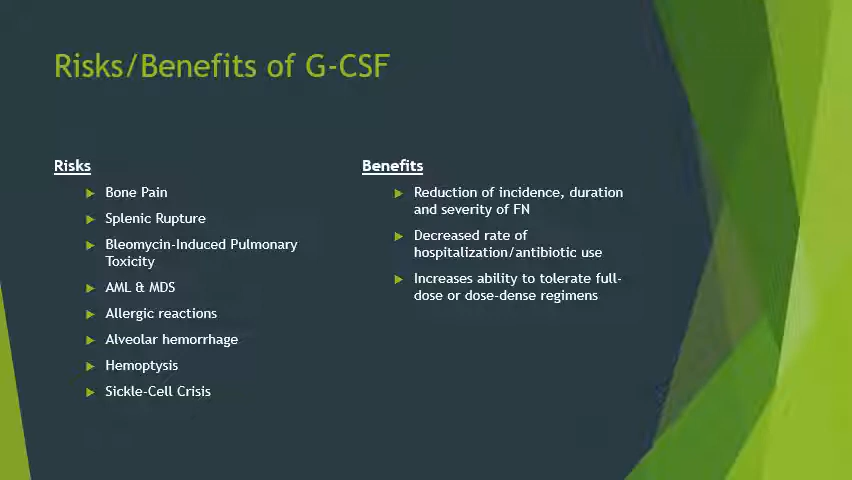 Risks/Benefits of G-CSF
Risks
Bone Pain
Splenic Rupture
Bleomycin-Induced Pulmonary
Toxicity
AML & MDS
Allergic reactions
Alveolar hemorrhage
Hemoptysis
Sickle-Cell Crisis
Benefits
Reduction of incidence, duration
and severity of FN
Decreased rate of
hospitalization/antibiotic use
Increases ability to tolerate full-
dose or dose-dense regimens